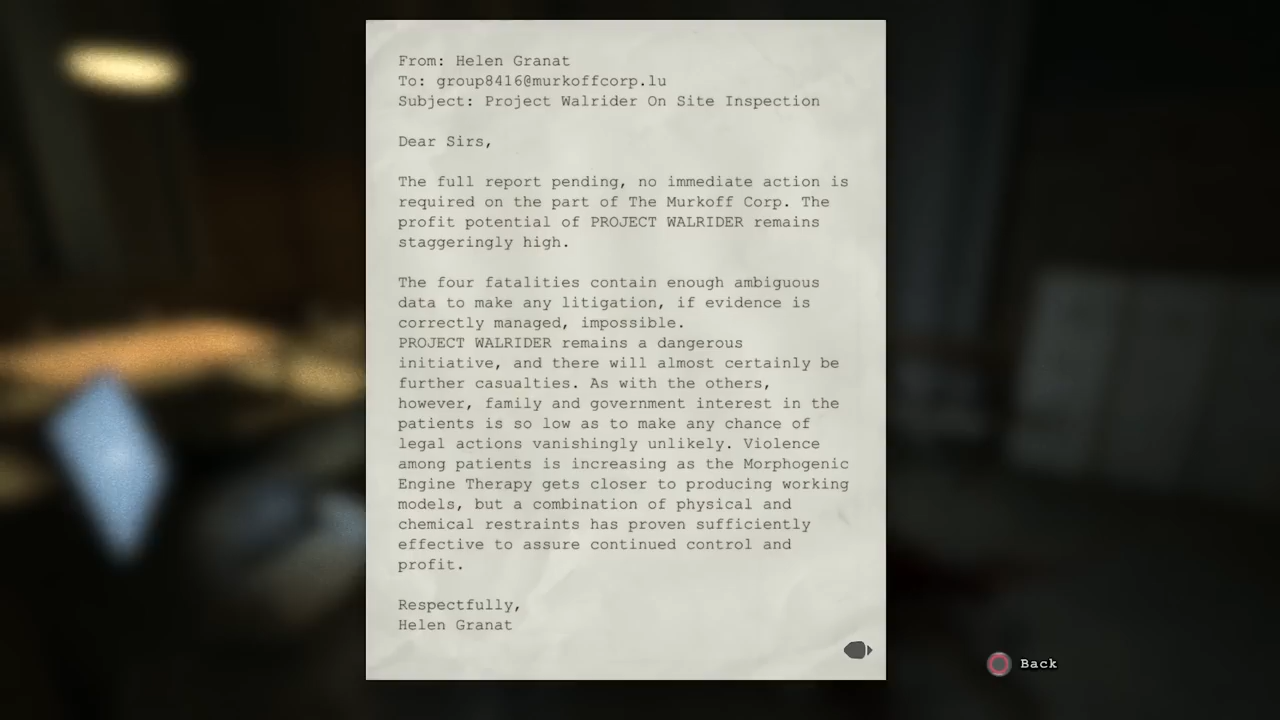 From: Helen Granat
To: group8416@murkoffcorp.lu
Subject: Project Walrider On Site Inspection
Dear Sirs,
The full report pending, no immediate action is
required on the part of The Murkoff Corp. The
profit potential of PROJECT WALRIDER remains
staggeringly high.
The four fatalities contain enough ambiguous
data to make any litigation, if evidence is
correctly managed, impossible.
PROJECT WALRIDER remains a dangerous
initiative, and there will almost certainly be
further casualties. As with the others,
however, family and government interest in the
patients is so low as to make any chance of
legal actions vanishingly unlikely. Violence
among patients is increasing as the Morphogenic
Engine Therapy gets closer to producing working
models, but a combination of physical and
chemical restraints has proven sufficiently
effective to assure continued control and
profit.
Respectfully,
Helen Granat
Back